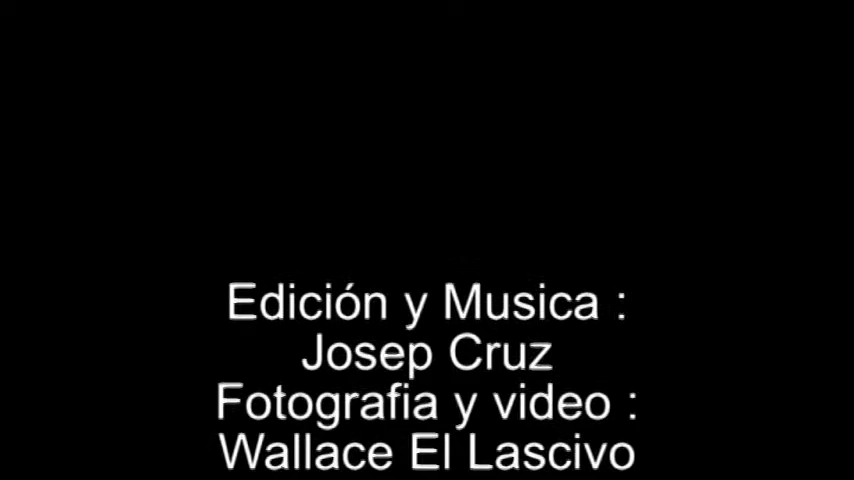 Edición y Musica :
Josep Cruz
Fotografia y video :
Wallace El Lascivo